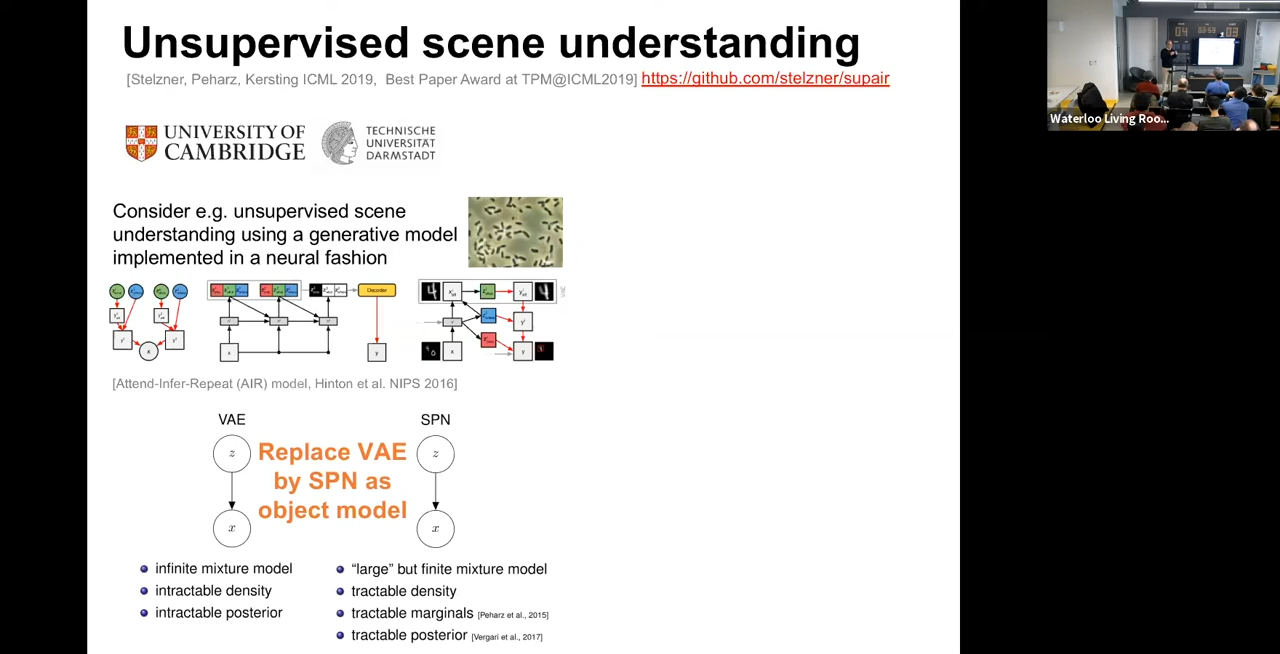 Unsupervised scene understanding
[Stelzner, Peharz, Kersting ICML 2019, Best Paper Award at TPM@ICML2019] https://github.com/stelzner/supair
UNIVERSITY OF
CAMBRIDGE
TECHNISCHE
UNIVERSITÄT
DARMSTADT
Consider e.g. unsupervised scene
understanding using a generative model
implemented in a neural fashion
Decoder
VAE
x
x
y
x
y
[Attend-Infer-Repeat (AIR) model, Hinton et al. NIPS 2016]
VAE
SPN
z
z
Replace VAE
by SPN as
object model
x
x
infinite mixture model
intractable density
intractable posterior
“large” but finite mixture model
tractable density
tractable marginals [Peharz et al., 2015]
tractable posterior [Vergari et al., 2017]
Waterloo Living Roo...